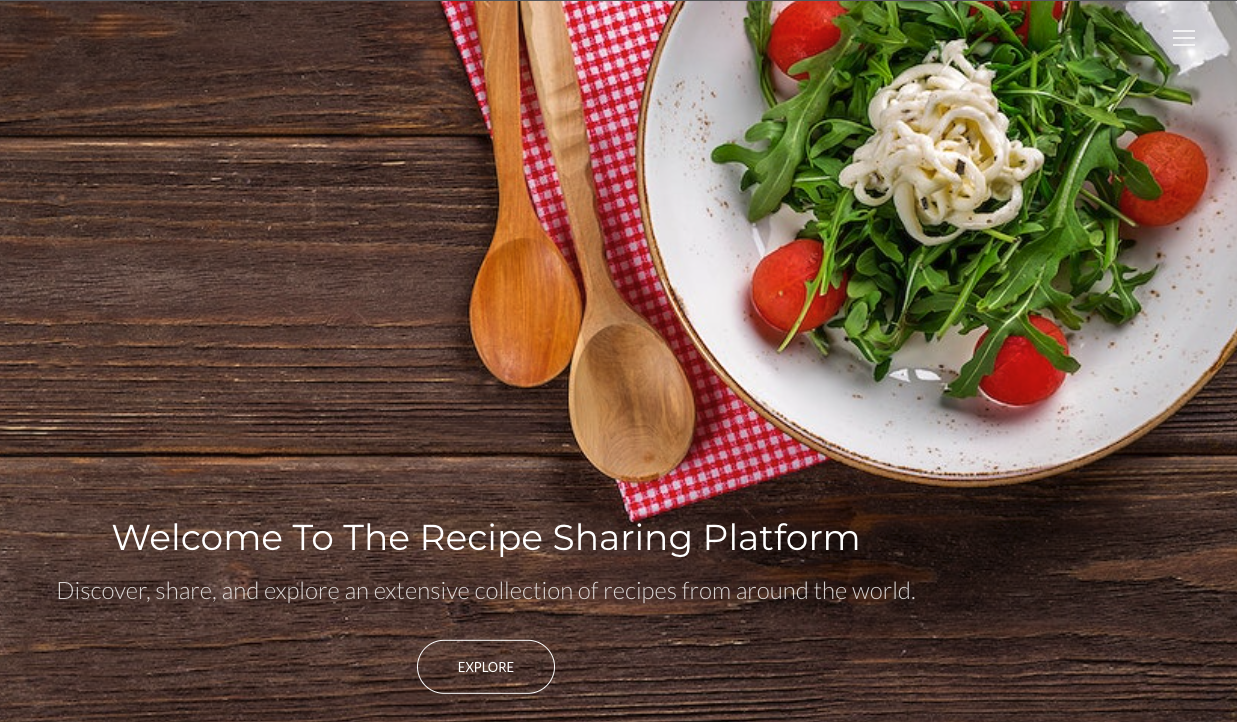 Welcome To The Recipe Sharing Platform
Discover, share, and explore an extensive collection of recipes from around the world.
EXPLORE